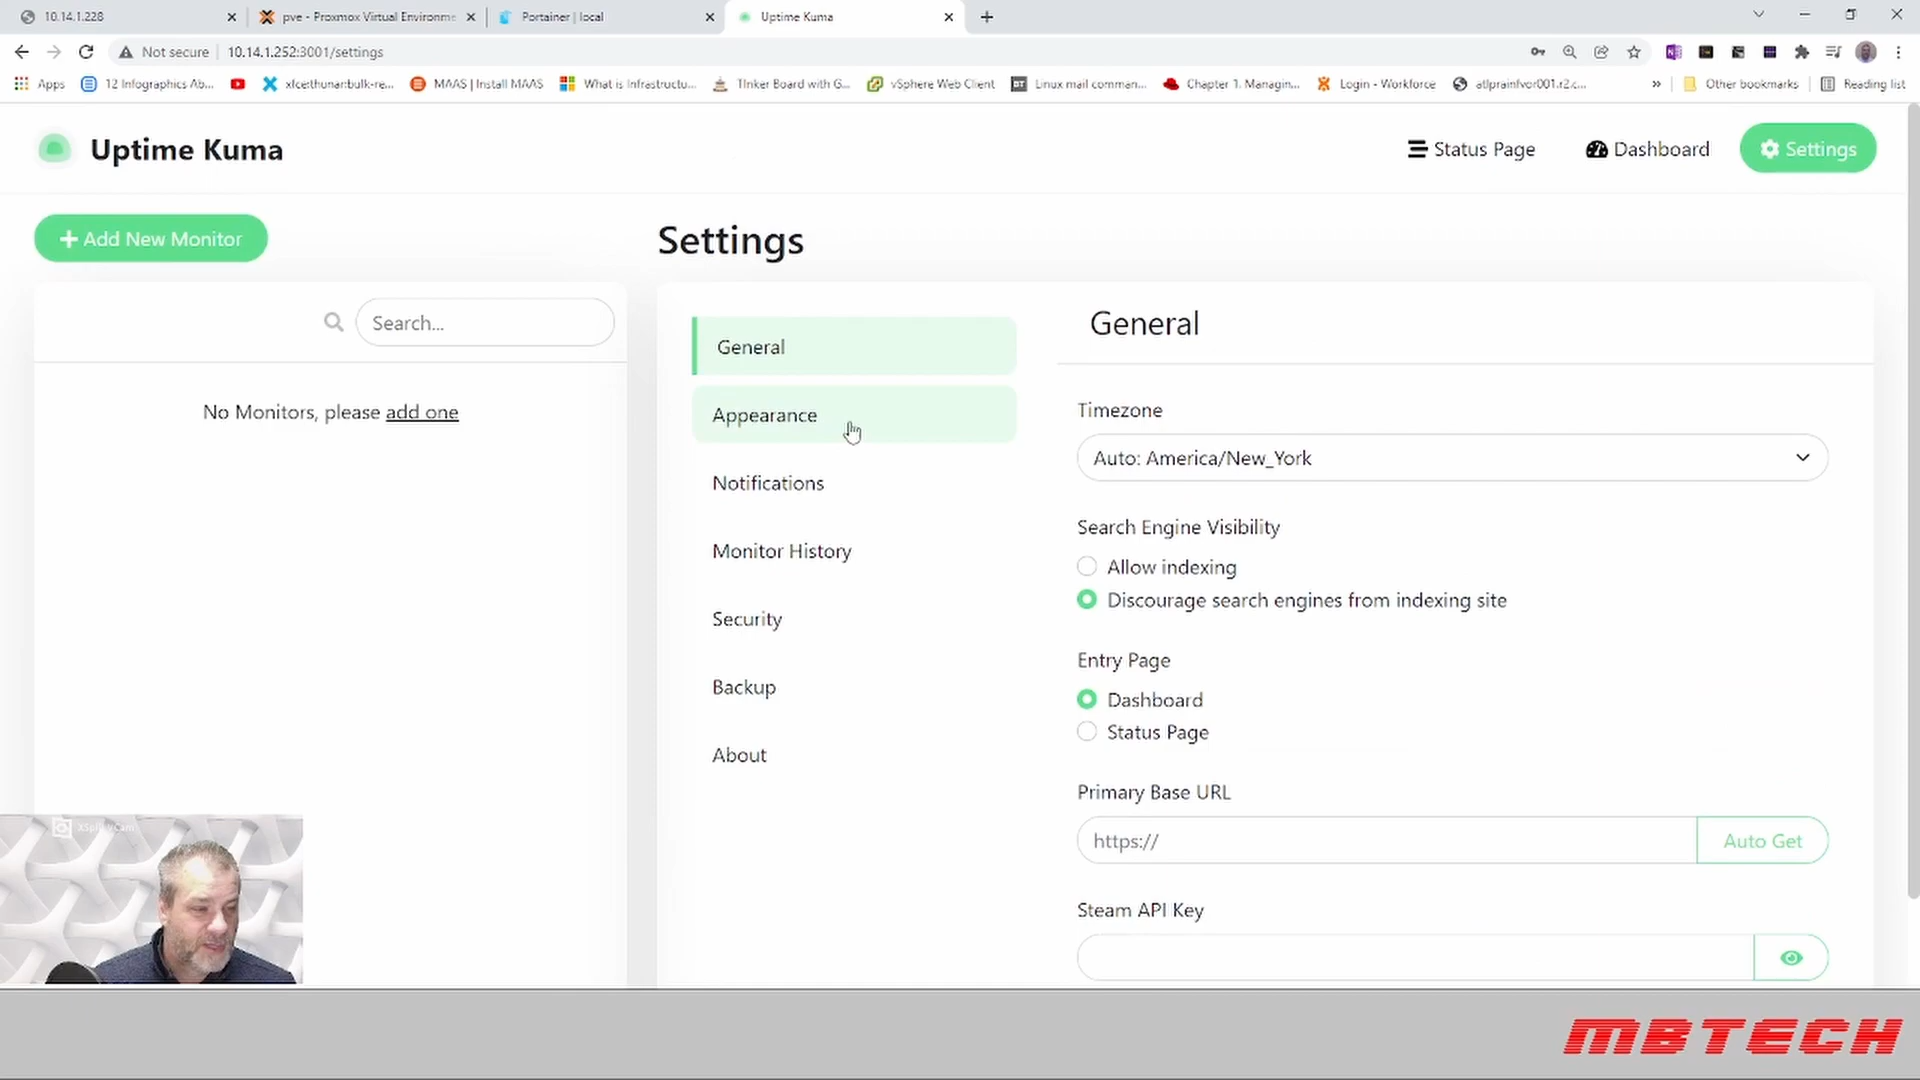 10.14.1.228
pve - Proxmox Virtual Environme
Portainer | local
Uptime Kuma
Not secure
10.14.1.252:3001/settings
Apps
12 Infographics Ab...
xfce4thunar:bulk-re...
MAAS | Install MAAS
What is Infrastructu...
TInker Board with G...
vSphere Web Client
Linux mail comman...
Chapter 1. Managin...
Login - Workforce
»
Other bookmarks
Reading list
Uptime Kuma
Status Page
Dashboard
Settings
+ Add New Monitor
Settings
Search...
No Monitors, please add one
General
Appearance
Notifications
Monitor History
Security
Backup
About
General
Timezone
Auto: America/New_York
Search Engine Visibility
Allow indexing
Discourage search engines from indexing site
Entry Page
Dashboard
Status Page
Primary Base URL
https://
Auto Get
Steam API Key
XSplit VCam
MBTECH